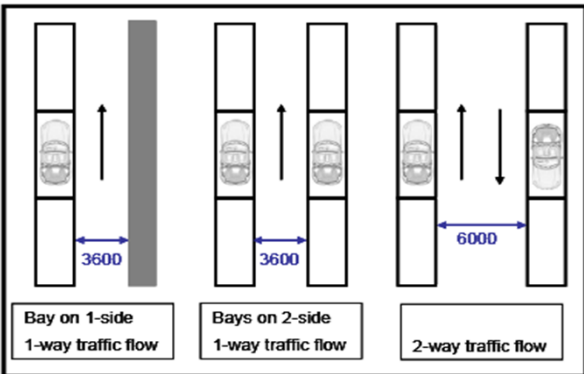 3600
3600
6000
Bay on 1-side
1-way traffic flow
Bays on 2-side
1-way traffic flow
2-way traffic flow